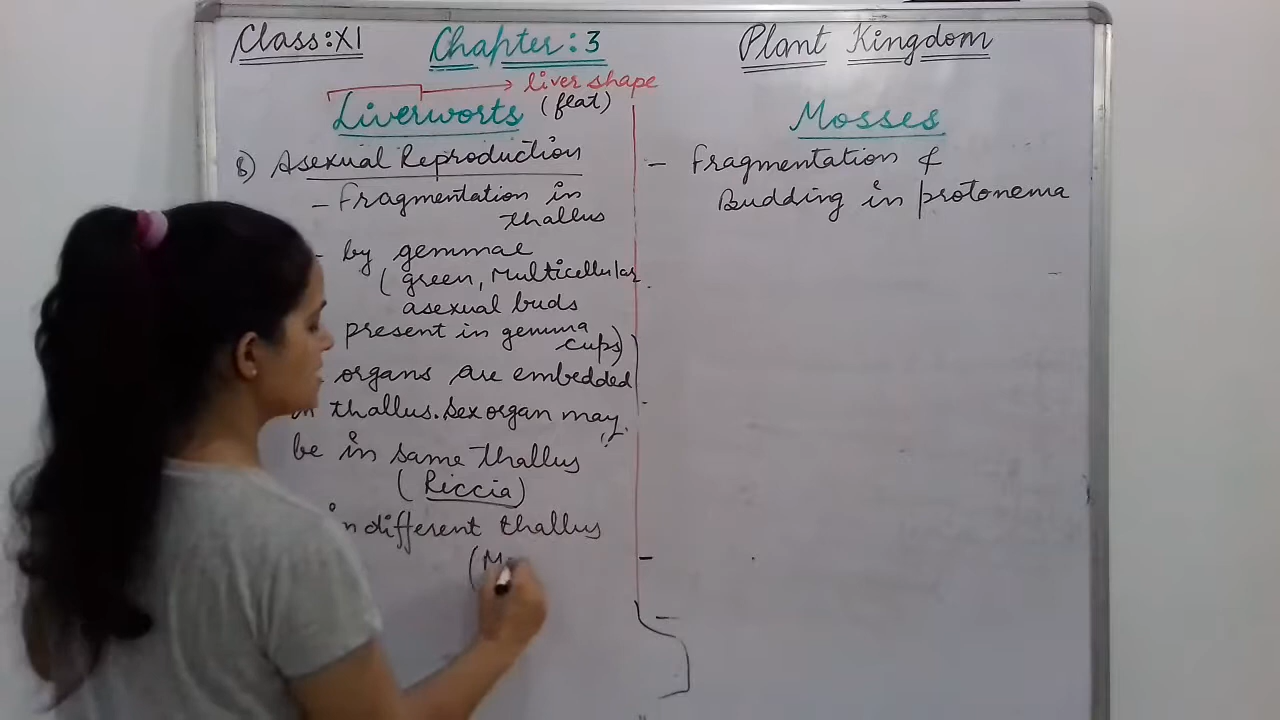 Class:XI
Chapter: 3
Plant Kingdom
liver shape
(flat)
Liverworts
8) Asexual Reproduction
- Fragmentation in
thallus
- by gemmae
( green, Multicellular
asexual buds
present in gemma
cups)
organs are embedded
thallus. Sex organ may
be in same thallus
(Riccia)
in different thallus
(M
Mosses
- Fragmentation &
Budding in protonema